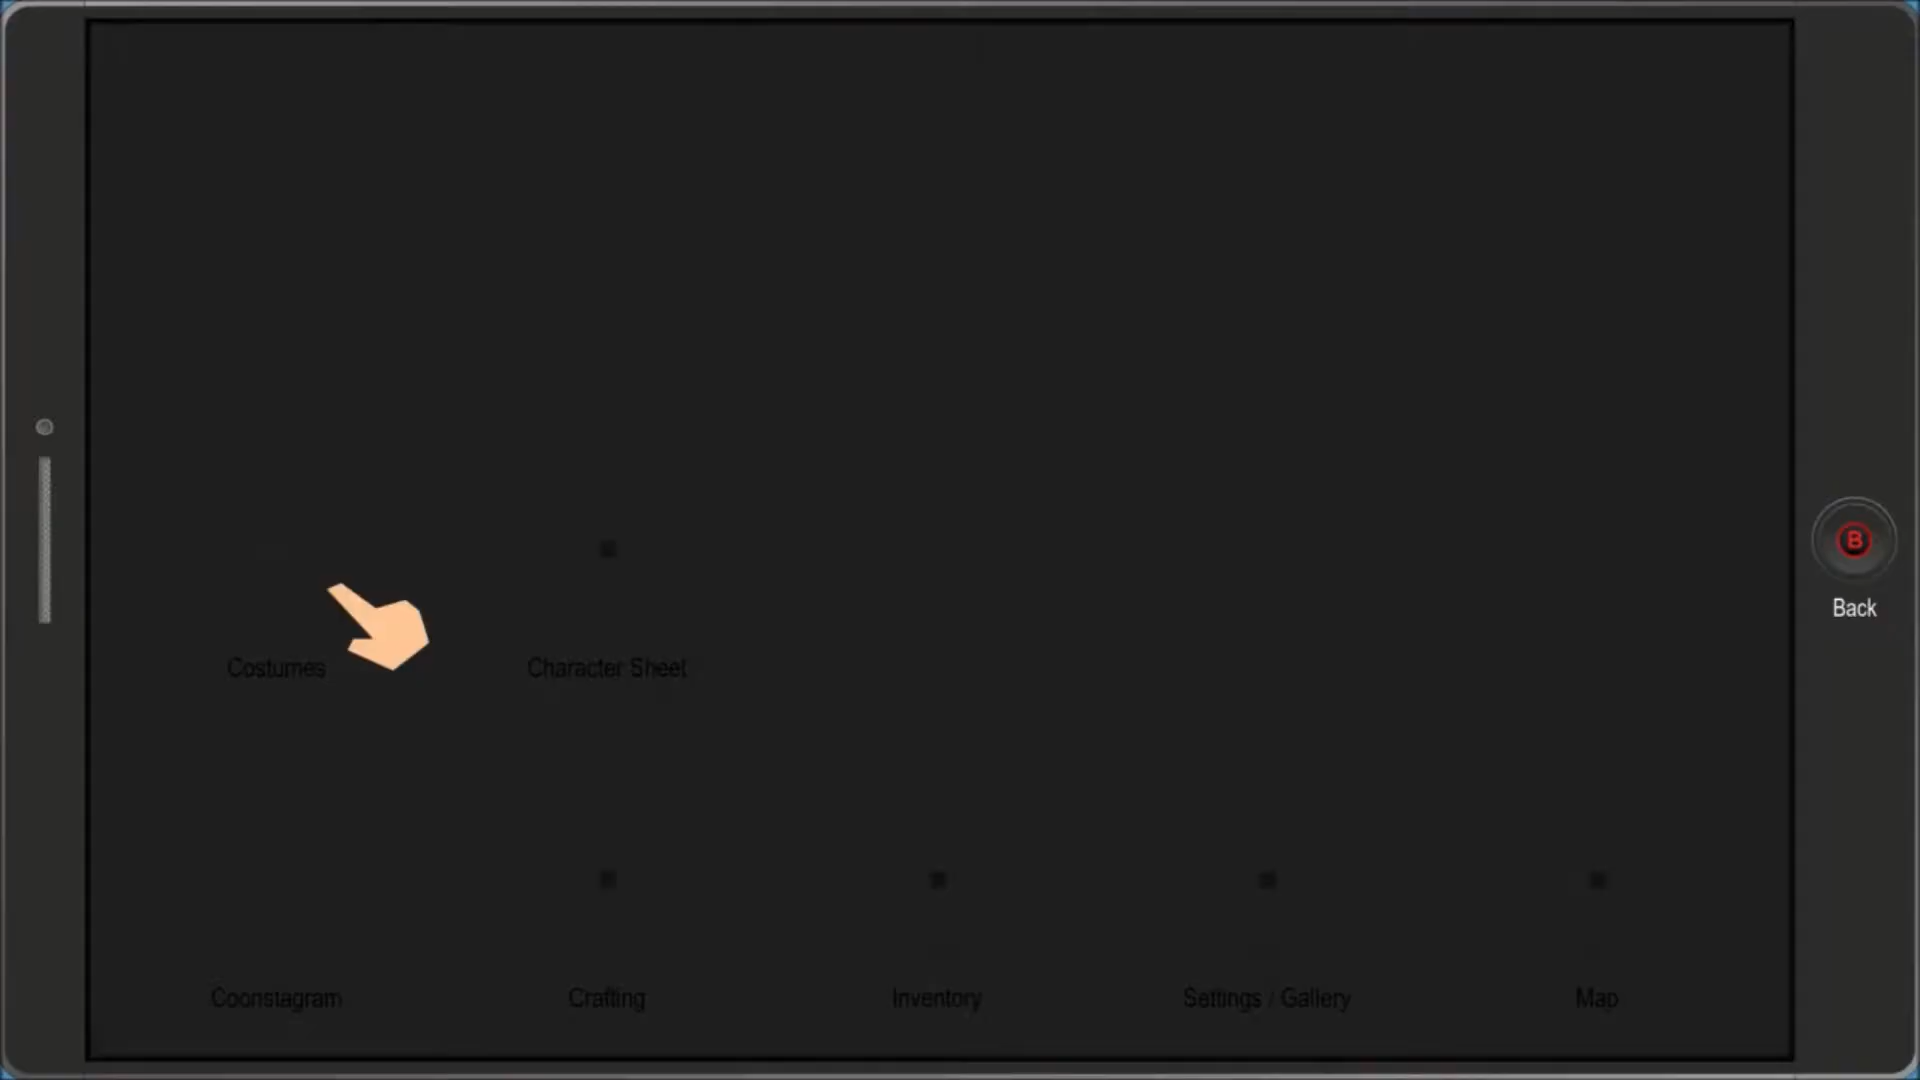 B
Back
Costumes
Character Sheet
Coonstagram
Crafting
Inventory
Settings / Gallery
Map